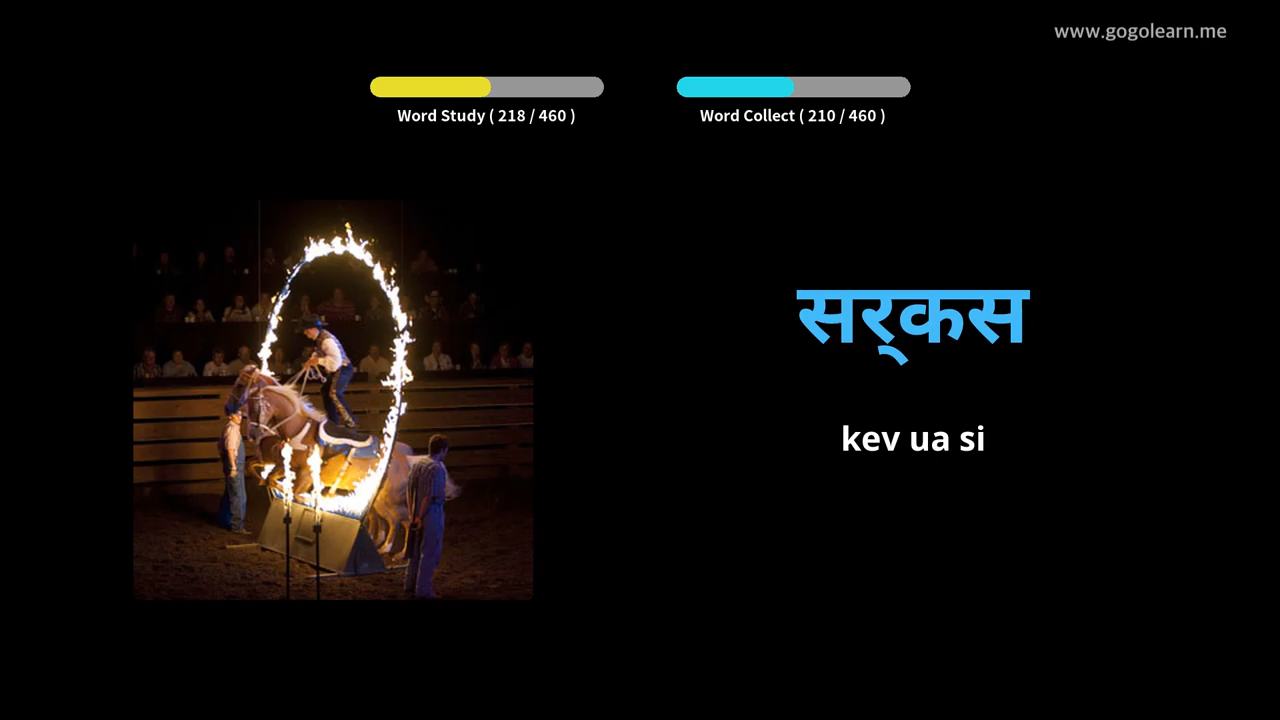 www.gogolearn.me
Word Study ( 218 / 460 )
Word Collect ( 210 / 460 )
सर्‌कस
kev ua si